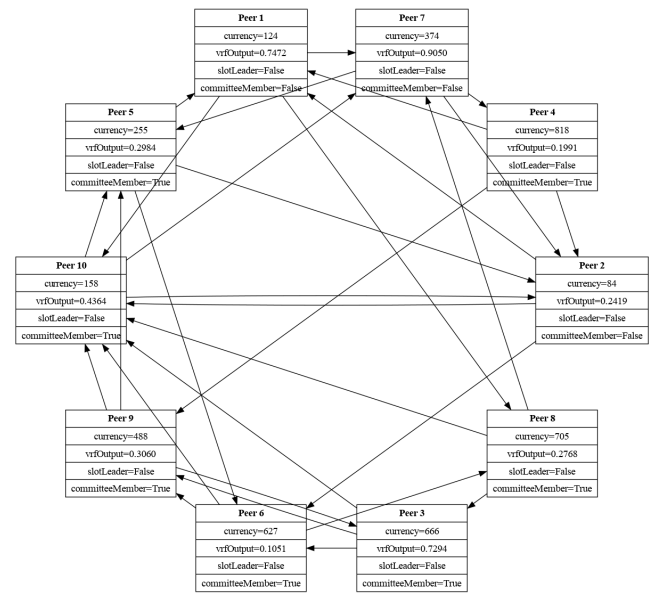 Peer 1
currency=124
vrfOutput=0.7472
slotLeader=False
committeeMember=False
Peer 7
currency=374
vrfOutput=0.9050
slotLeader=False
committeeMember=False
Peer 5
currency=255
vrfOutput=0.2984
slotLeader=False
committeeMember=True
Peer 4
currency=818
vrfOutput=0.1991
slotLeader=False
committeeMember=True
Peer 10
currency=158
vrfOutput=0.4364
slotLeader=False
committeeMember=True
Peer 2
currency=84
vrfOutput=0.2419
slotLeader=False
committeeMember=False
Peer 9
currency=488
vrfOutput=0.3060
slotLeader=False
committeeMember=True
Peer 8
currency=705
vrfOutput=0.2768
slotLeader=False
committeeMember=True
Peer 6
currency=627
vrfOutput=0.1051
slotLeader=False
committeeMember=True
Peer 3
currency=666
vrfOutput=0.7294
slotLeader=False
committeeMember=True